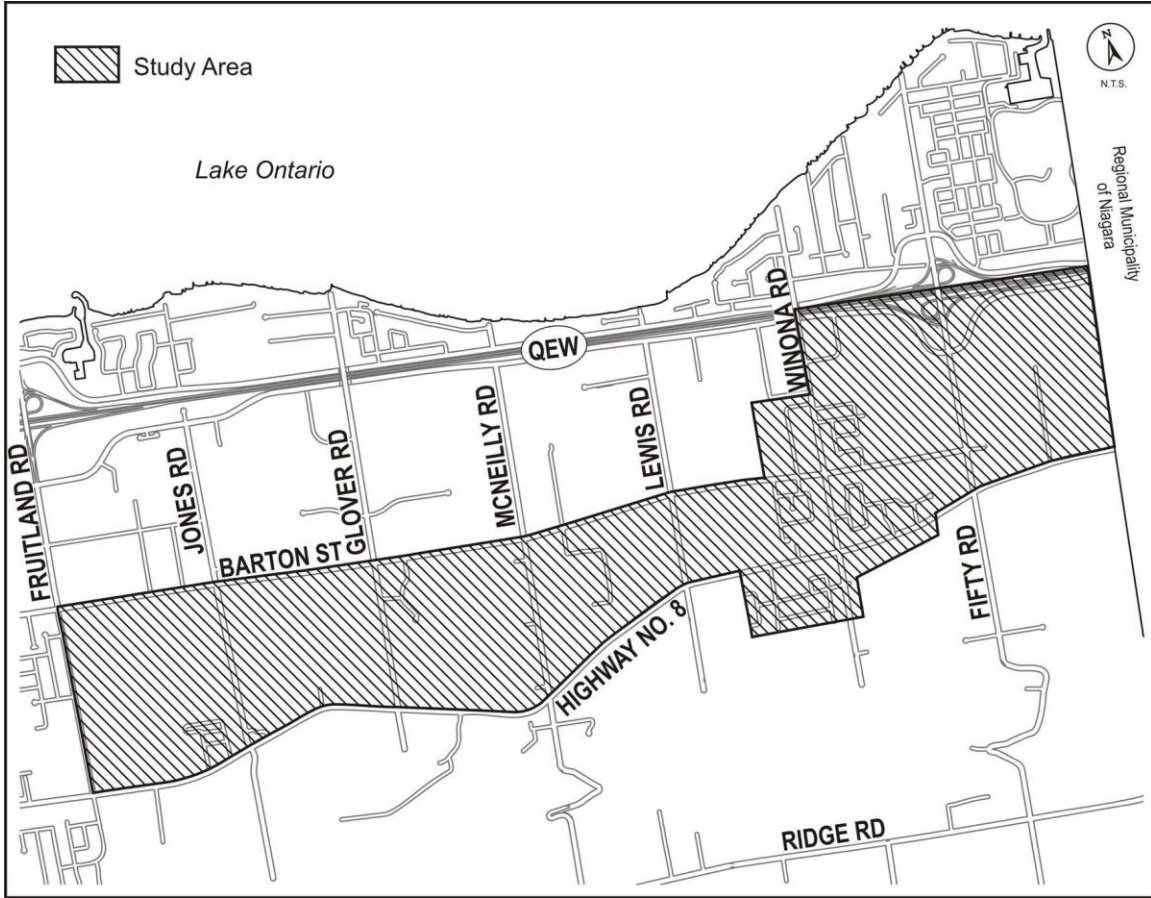 Study Area
Z
N.T.S.
Lake Ontario
Regional Municipality
of Niagara
QEW
WINONA RD
FRUITLAND RD
JONES RD
GLOVER RD
MCNEILLY RD
LEWIS RD
BARTON ST
HIGHWAY NO. 8
FIFTY RD
RIDGE RD